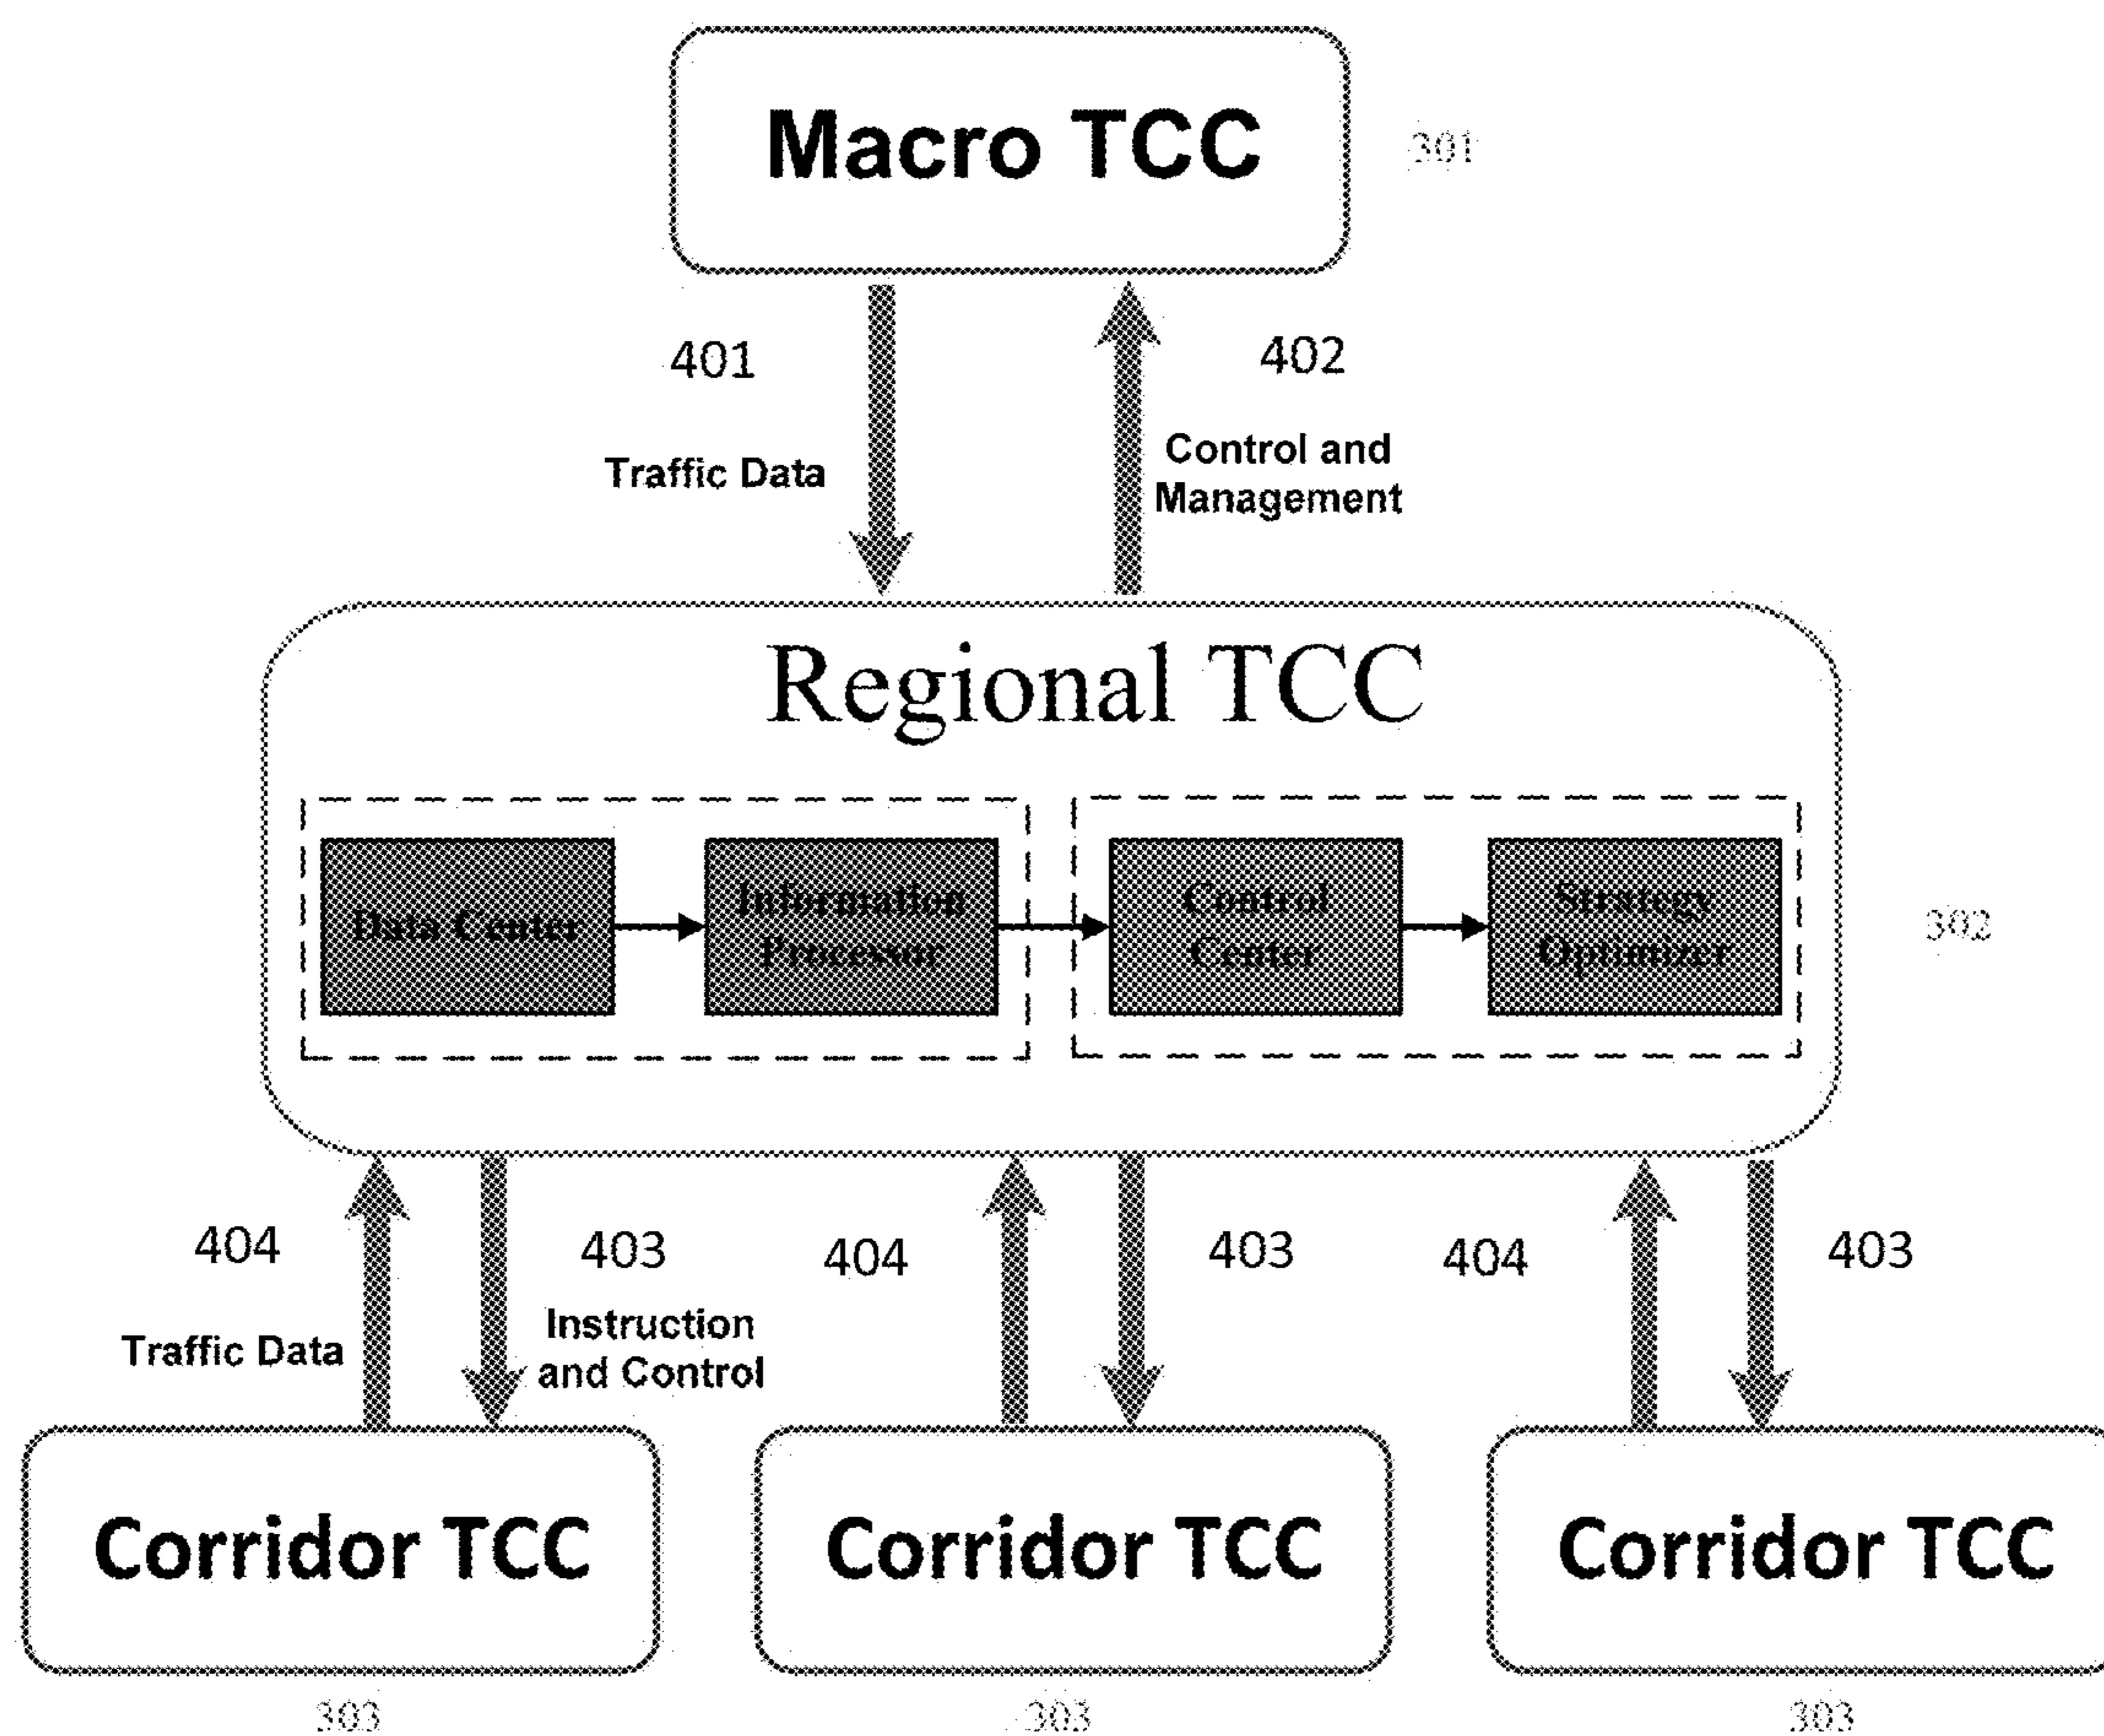 Macro TCC
301
401
402
Traffic Data
Control and
Management
Regional TCC
Data Center
Information
Processor
Control
Center
Strategy
Optimizer
302
404
403
404
403
404
403
Traffic Data
Instruction
and Control
Corridor TCC
Corridor TCC
Corridor TCC
303
303
303